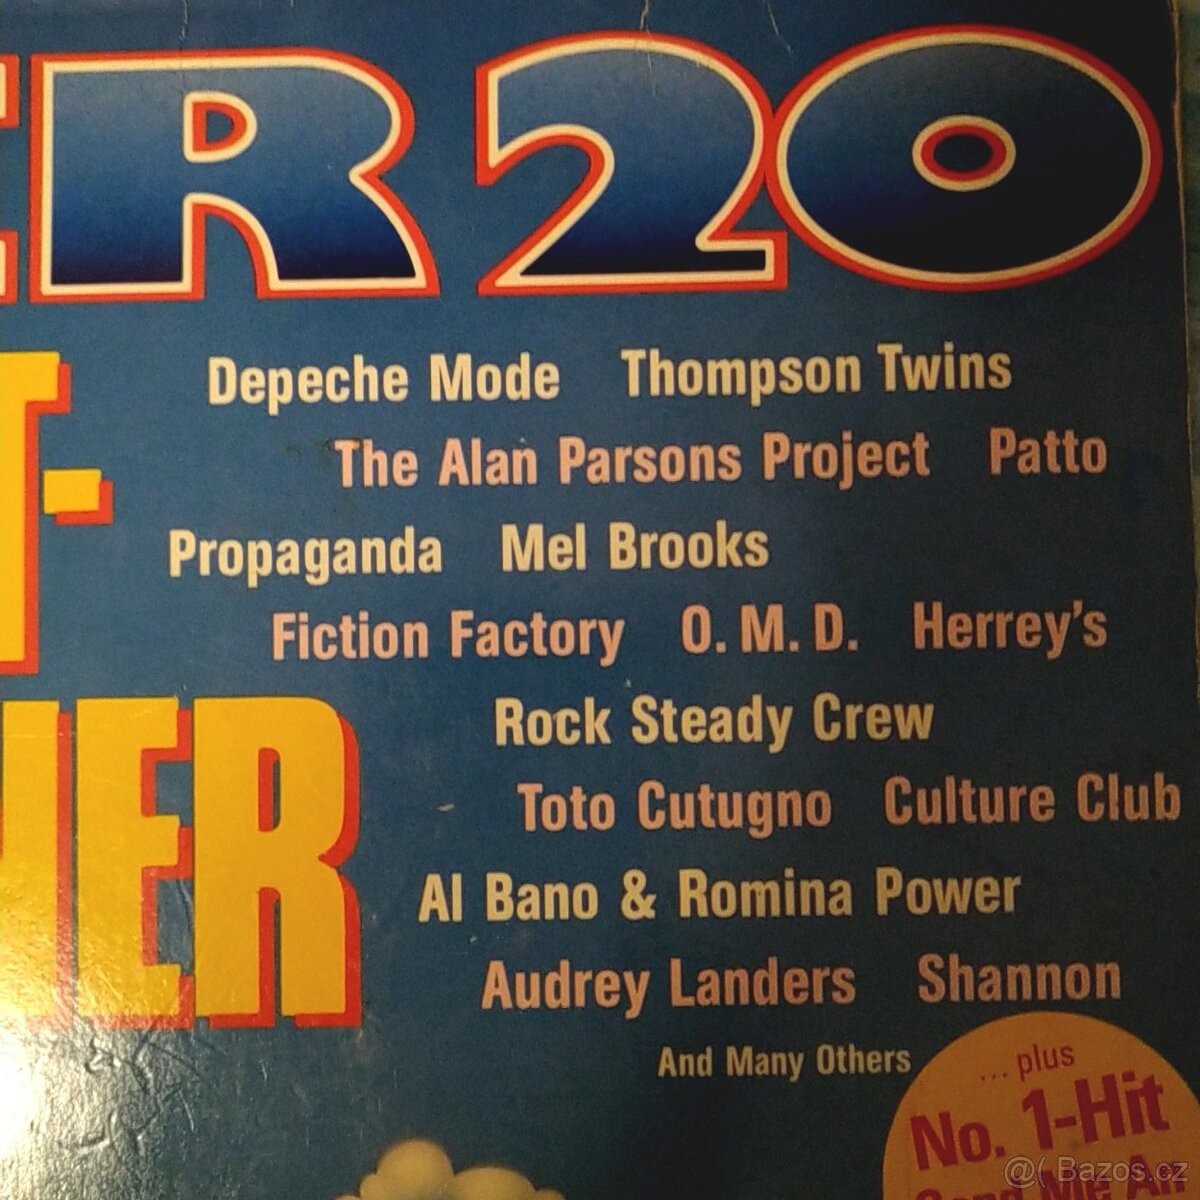 ER 20
T-
HER
Depeche Mode Thompson Twins
The Alan Parsons Project Patto
Propaganda Mel Brooks
Fiction Factory O.M.D. Herrey's
Rock Steady Crew
Toto Cutugno Culture Club
Al Bano & Romina Power
Audrey Landers Shannon
And Many Others
... plus
No. 1-Hit
@( Bazos.cz